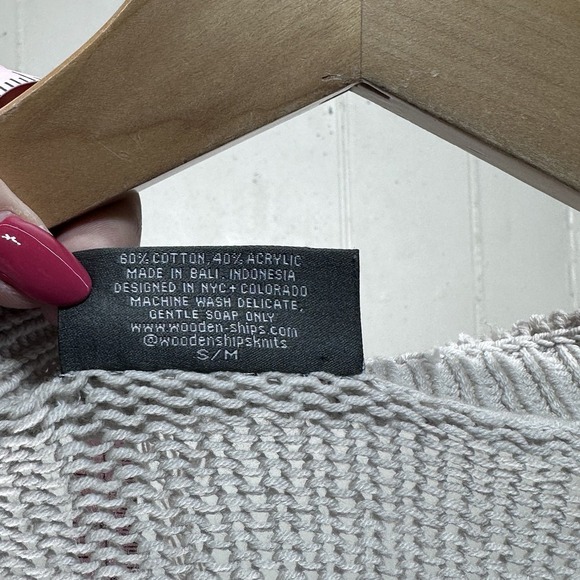 60% COTTON, 40% ACRYLIC
MADE IN BALI, INDONESIA
DESIGNED IN NYC + COLORADO
MACHINE WASH DELICATE,
GENTLE SOAP ONLY
www.wooden-ships.com
@woodenshipsknits
S/M